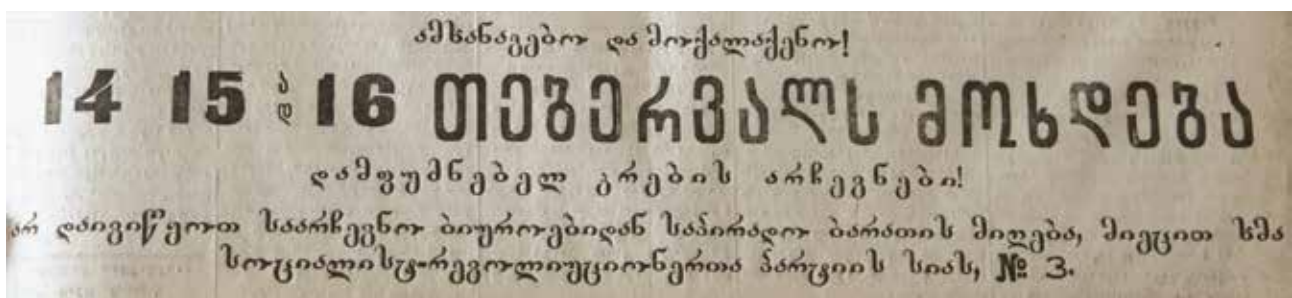 ამხანაგებო და მოქალაქენო!
14 15 და 16 თებერვალს მოხდება
დამფუმნებელ კრების არჩევნები!
არ დაივიწყოთ საარჩევნო ბიუროებიდან საპირადო ბარათის მიღება, მიეცით ხმა
სოციალისტ-რევოლიუციონერთა პარტიის სიას, № 3.